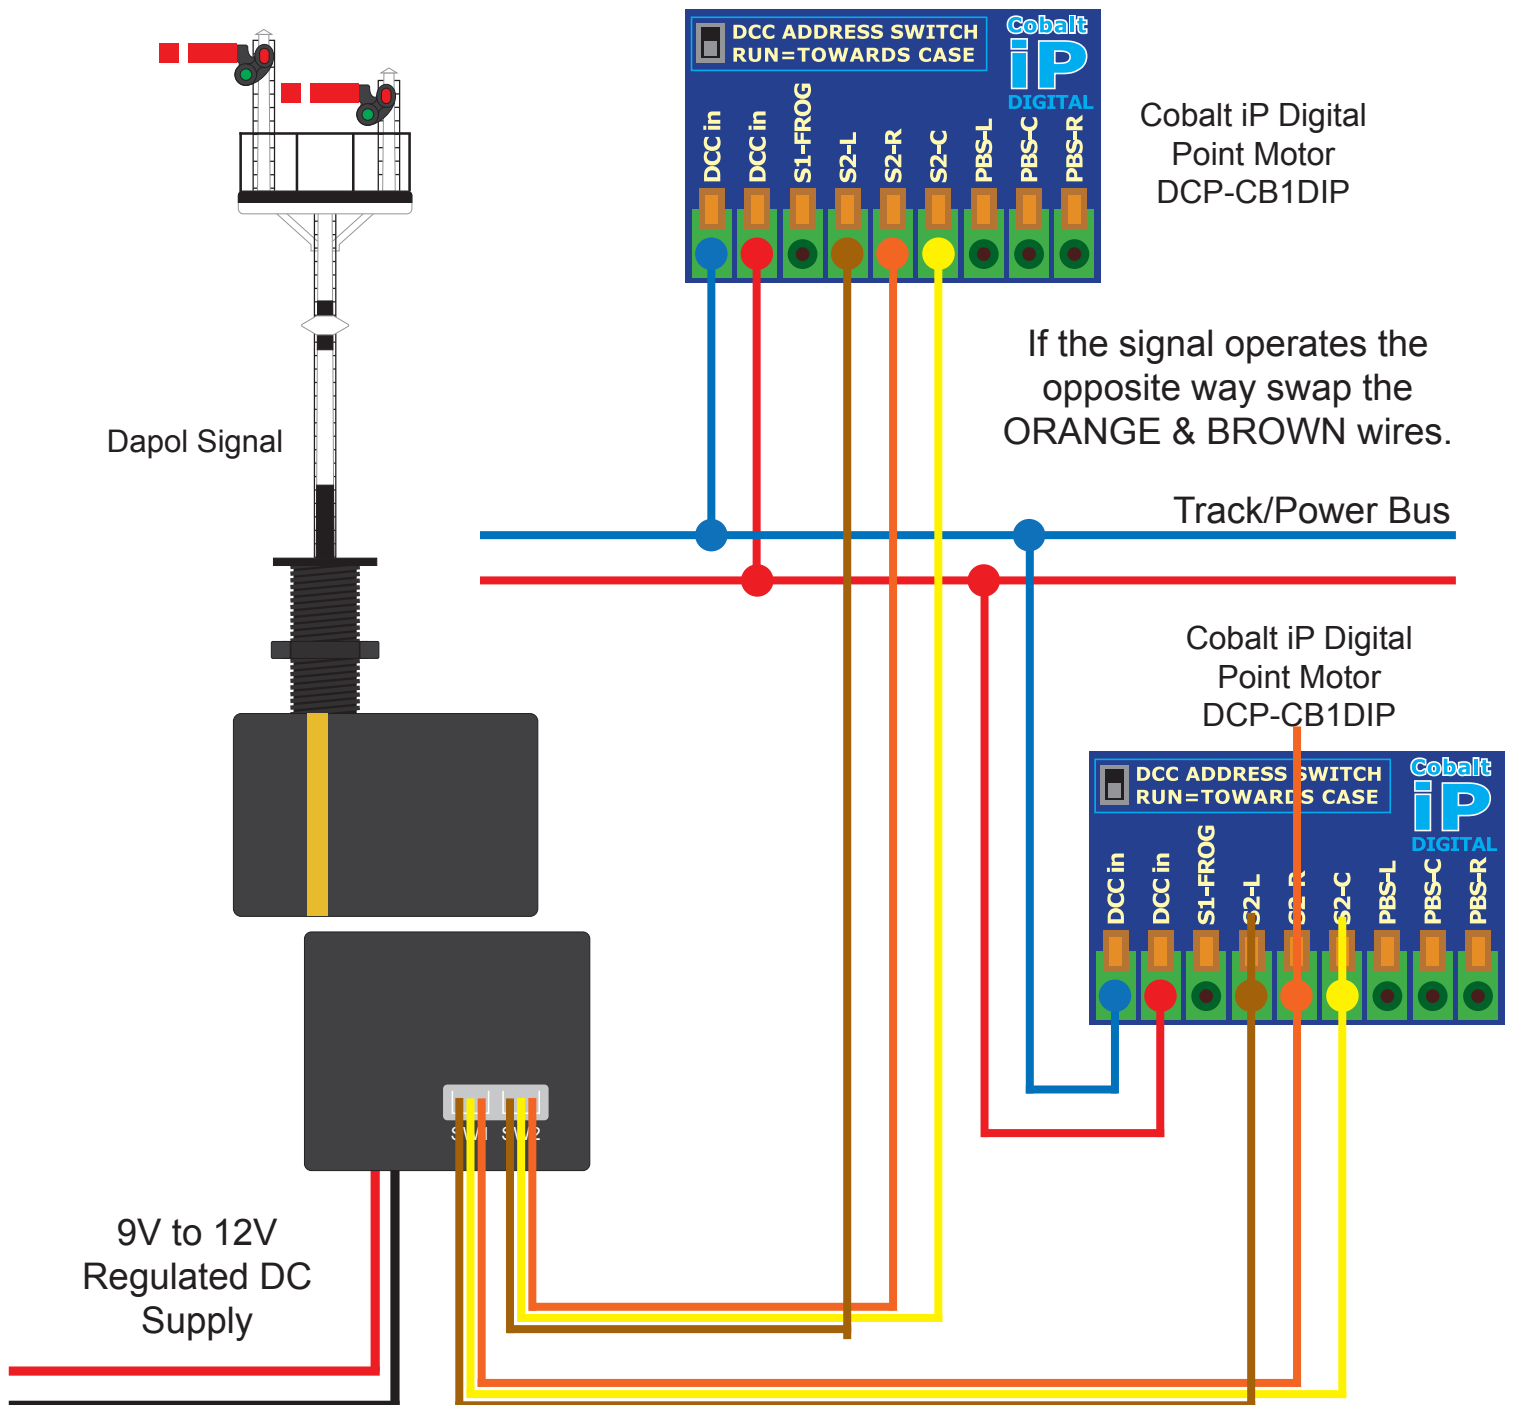 DCC ADDRESS SWITCH
RUN=TOWARDS CASE
Cobalt
iP
DIGITAL
DCC in
DCC in
S1-FROG
S2-L
S2-R
S2-C
PBS-L
PBS-C
PBS-R
Cobalt iP Digital
Point Motor
DCP-CB1DIP
If the signal operates the
opposite way swap the
ORANGE & BROWN wires.
Dapol Signal
Track/Power Bus
Cobalt iP Digital
Point Motor
DCP-CB1DIP
DCC ADDRESS SWITCH
RUN=TOWARDS CASE
Cobalt
iP
DIGITAL
DCC in
DCC in
S1-FROG
S2-L
S2-R
S2-C
PBS-L
PBS-C
PBS-R
SW1
SW2
9V to 12V
Regulated DC
Supply